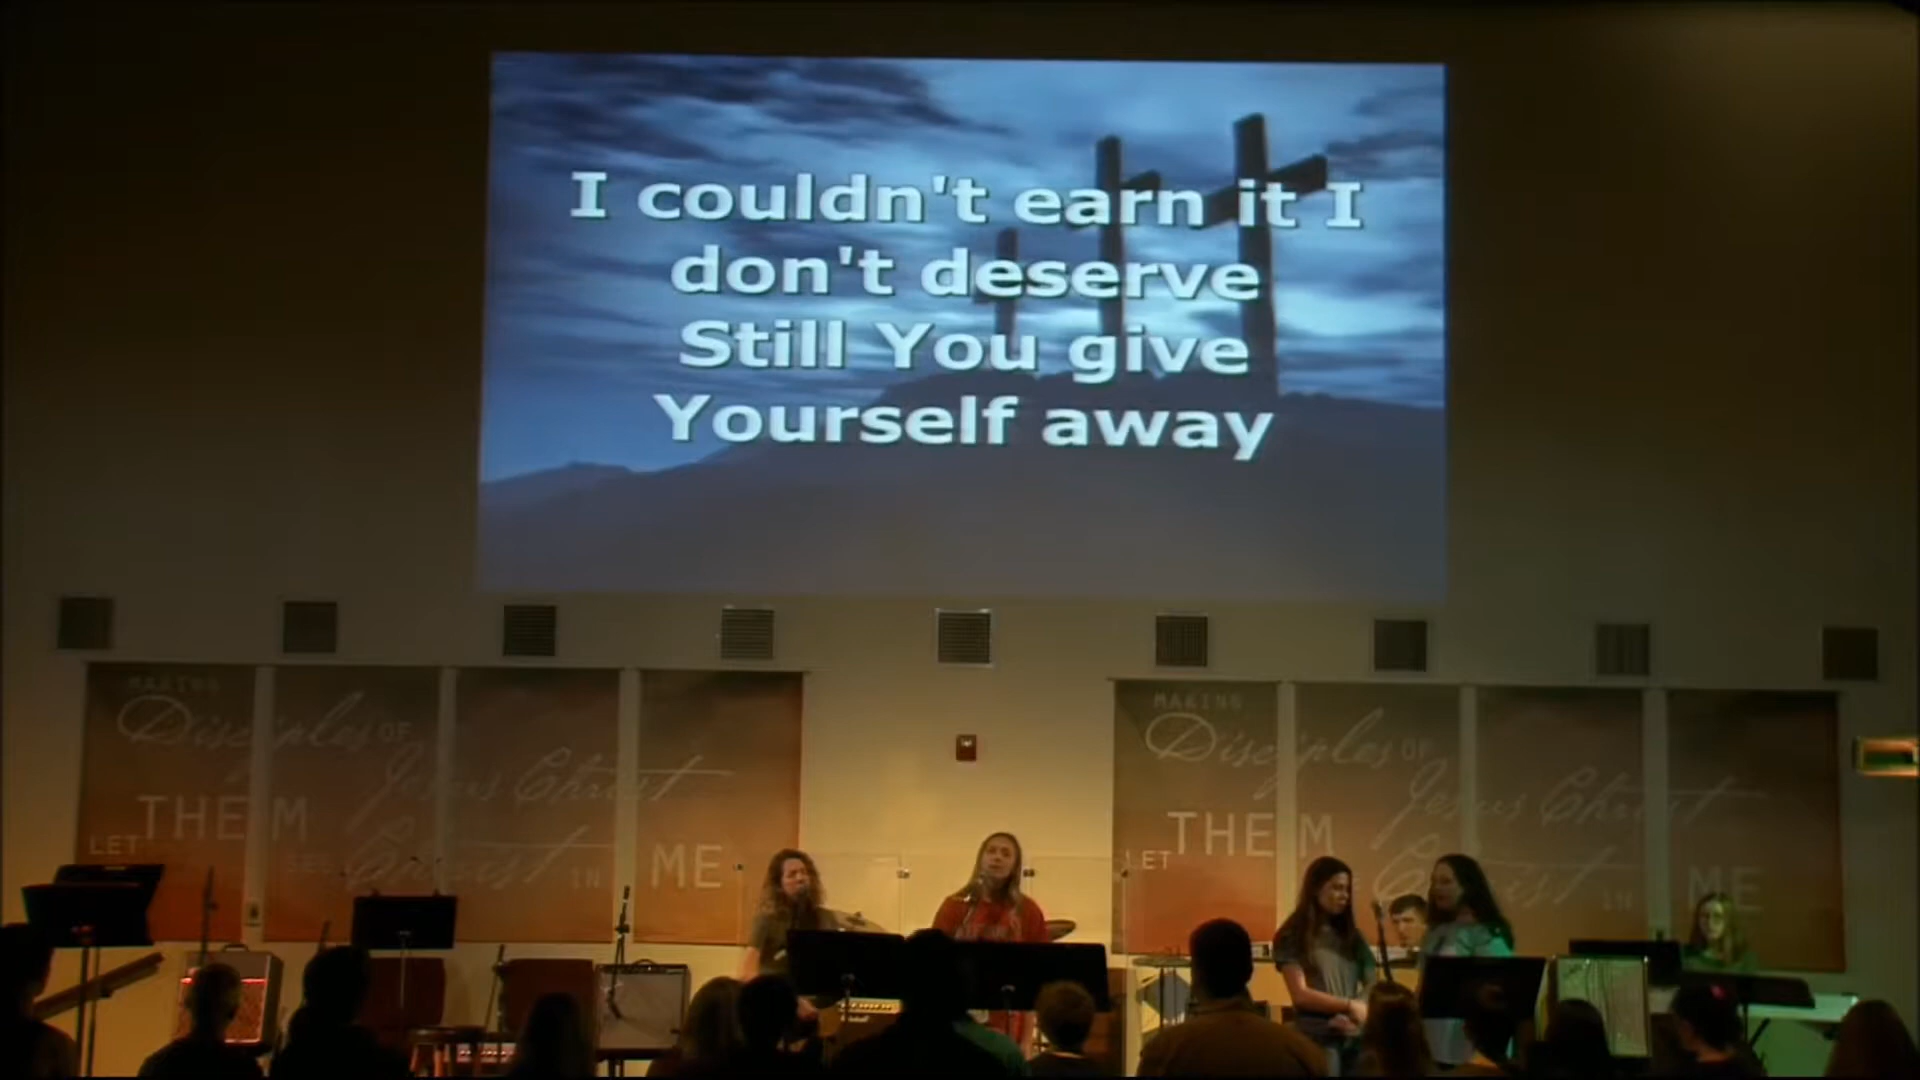 I couldn't earn it I
don't deserve
Still You give
Yourself away
MAKING
Disciples OF
Jesus Christ
LET THEM
SEE Christ IN ME
MAKING
Disciples OF
Jesus Christ
LET THEM
Christ IN ME